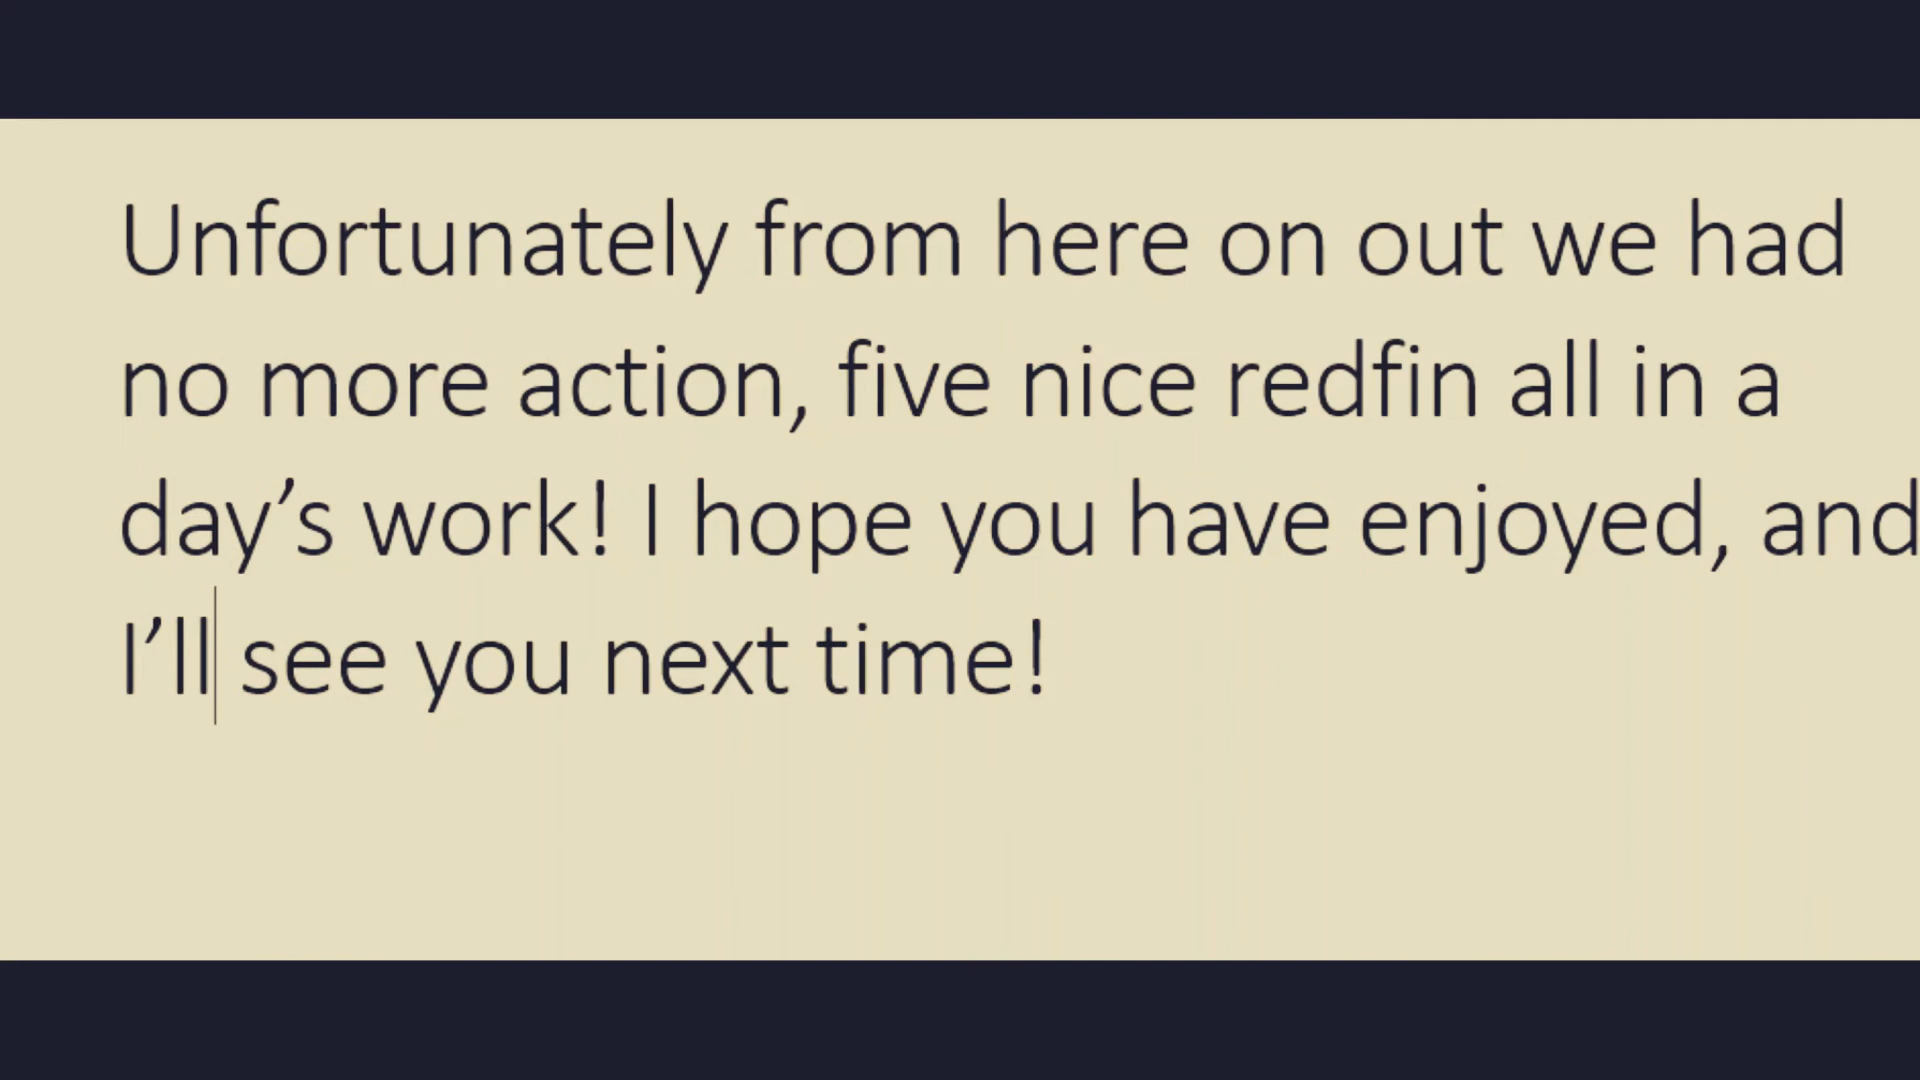 Unfortunately from here on out we had
no more action, five nice redfin all in a
day’s work! I hope you have enjoyed, and
I’ll see you next time!